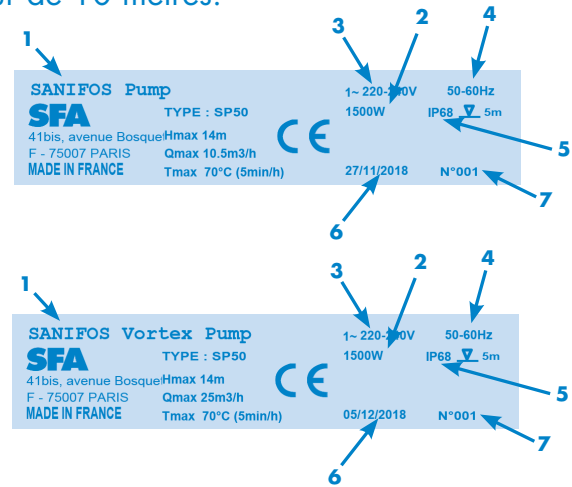 de 10 mètres.
1
3
2
4
SANIFOS Pump
1~
50-60Hz
SFA
TYPE : SP50
1500W
IP68 5m
41bis, avenue Bosquet
Hmax 14m
CE
F - 75007 PARIS
Qmax 10.5m3/h
5
MADE IN FRANCE
Tmax 70°C (5min/h)
27/11/2018
N°001
7
6
1
3
2
4
SANIFOS Vortex Pump
1~
50-60Hz
SFA
TYPE : SP50
1500W
IP68 5m
41bis, avenue Bosquet
Hmax 14m
CE
F - 75007 PARIS
Qmax 25m3/h
5
MADE IN FRANCE
Tmax 70°C (5min/h)
05/12/2018
N°001
7
6